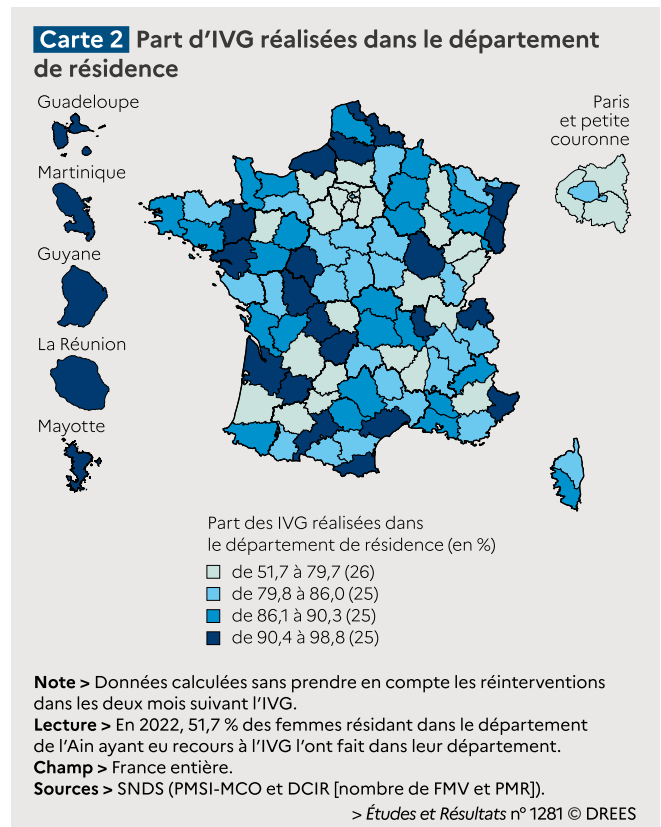 Carte 2 Part d’IVG réalisées dans le département
de résidence
Guadeloupe
Martinique
Guyane
La Réunion
Mayotte
Paris
et petite
couronne
Part des IVG réalisées dans
le département de résidence (en %)
de 51,7 à 79,7 (26)
de 79,8 à 86,0 (25)
de 86,1 à 90,3 (25)
de 90,4 à 98,8 (25)
Note > Données calculées sans prendre en compte les réinterventions
dans les deux mois suivant l’IVG.
Lecture > En 2022, 51,7 % des femmes résidant dans le département
de l’Ain ayant eu recours à l’IVG l’ont fait dans leur département.
Champ > France entière.
Sources > SNDS (PMSI-MCO et DCIR [nombre de FMV et PMR]).
> Études et Résultats n° 1281 © DREES